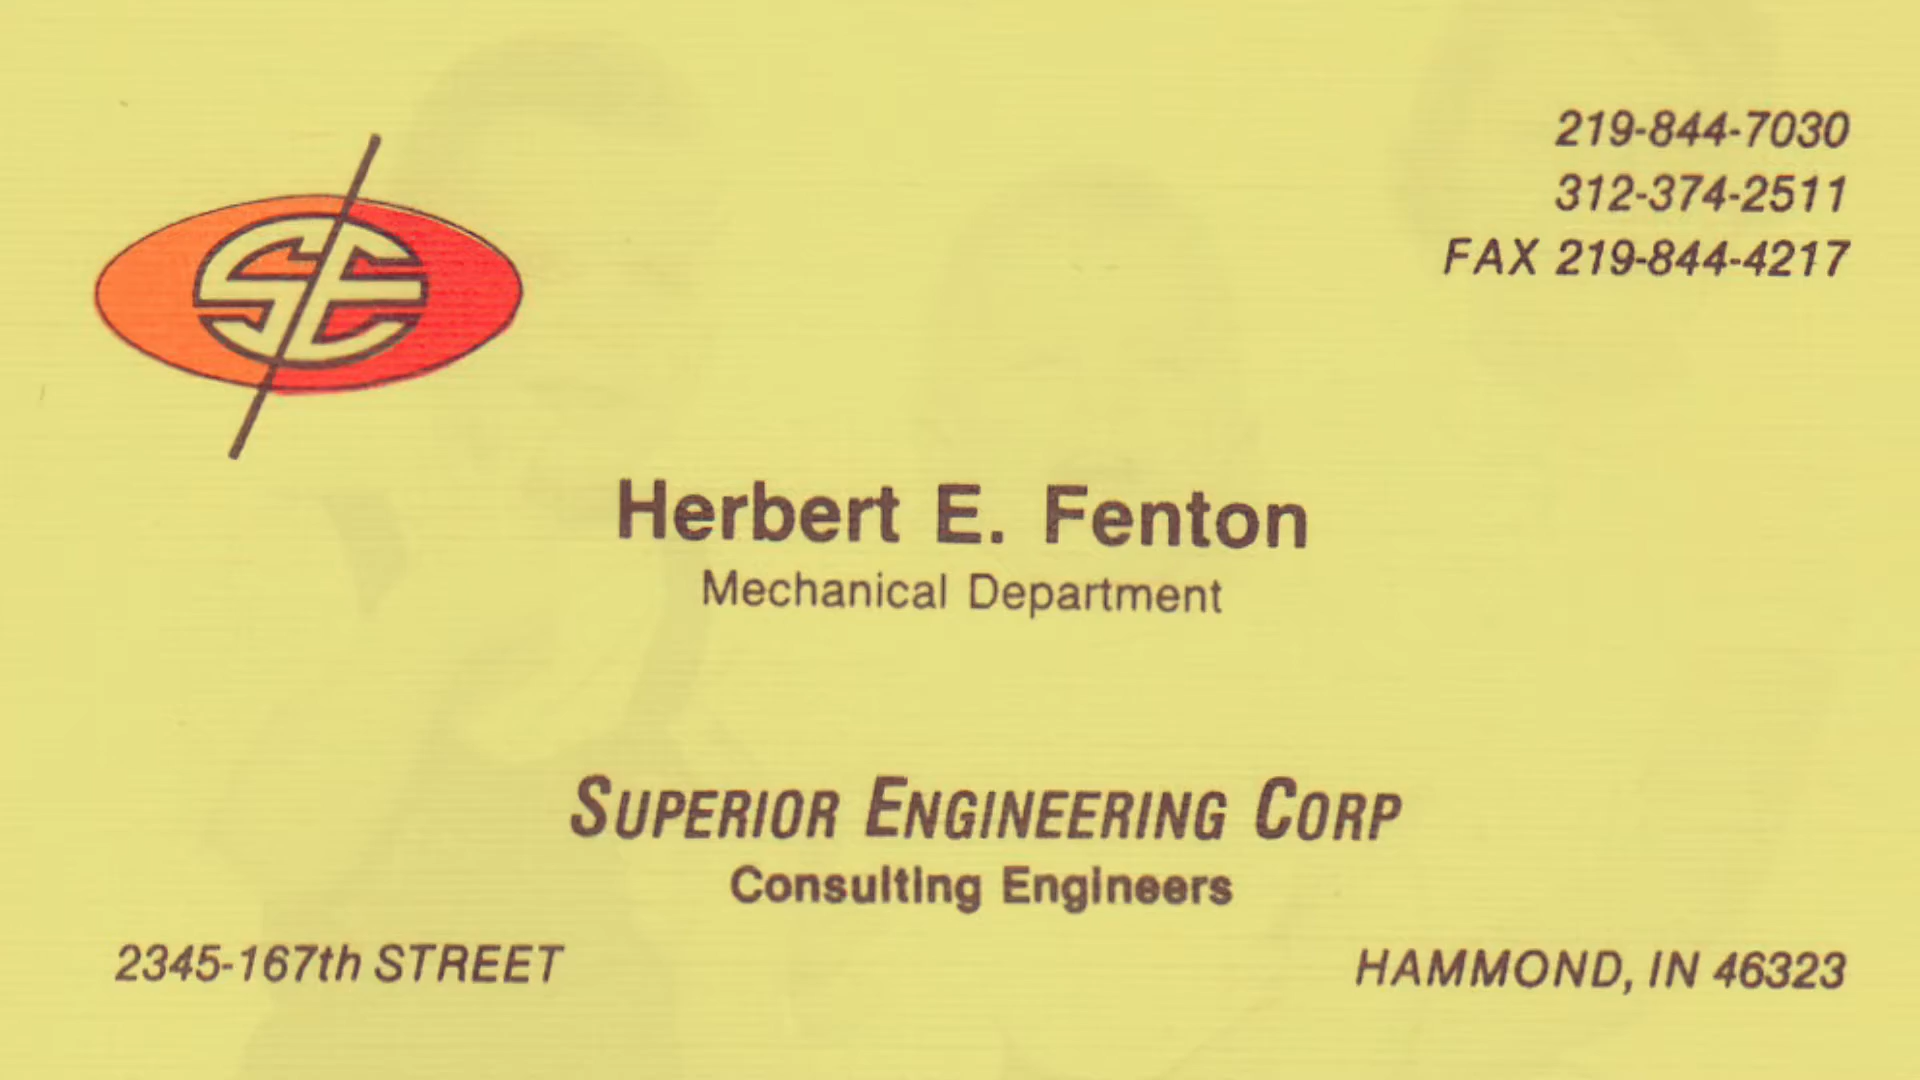 219-844-7030
312-374-2511
FAX 219-844-4217
SE
Herbert E. Fenton
Mechanical Department
SUPERIOR ENGINEERING CORP
Consulting Engineers
2345-167th STREET
HAMMOND, IN 46323